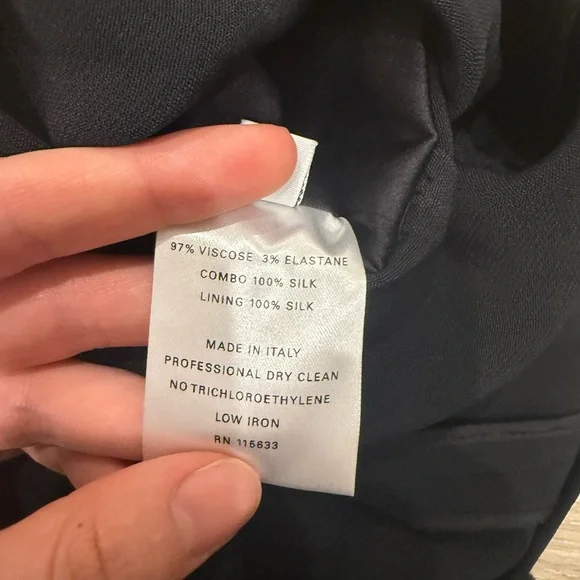 97% VISCOSE 3% ELASTANE
COMBO 100% SILK
LINING 100% SILK
MADE IN ITALY
PROFESSIONAL DRY CLEAN
NO TRICHLOROETHYLENE
LOW IRON
RN 115633